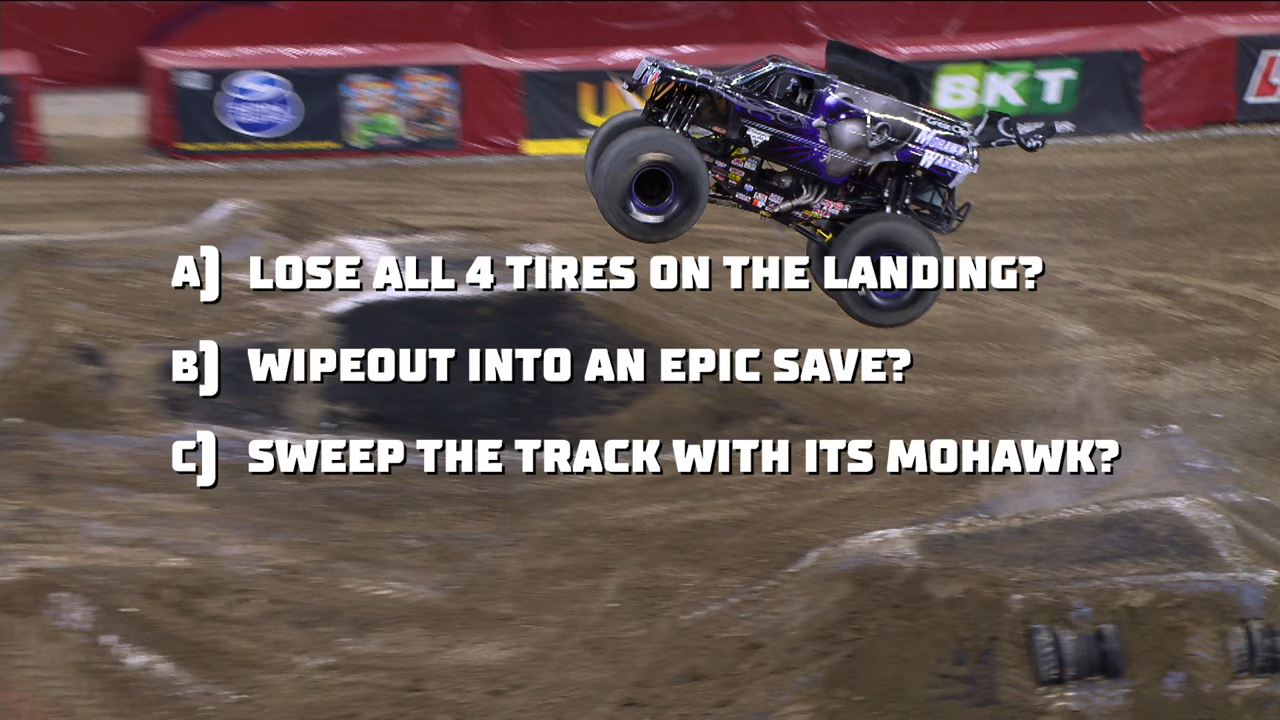 BKT
A) LOSE ALL 4 TIRES ON THE LANDING?
B) WIPEOUT INTO AN EPIC SAVE?
C) SWEEP THE TRACK WITH ITS MOHAWK?